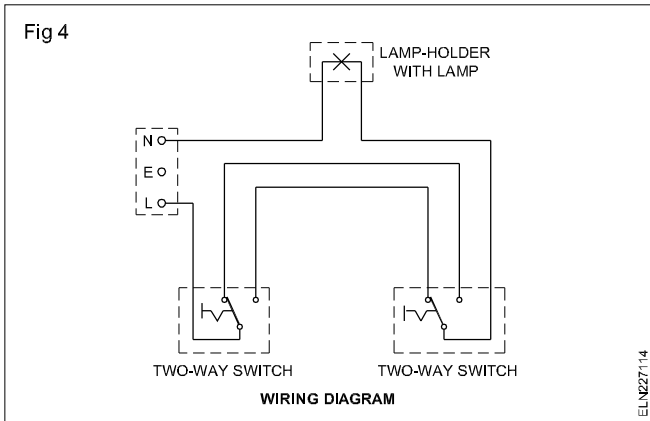 Fig 4
LAMP-HOLDER
WITH LAMP
N
E
L
TWO-WAY SWITCH
TWO-WAY SWITCH
WIRING DIAGRAM
ELN227114